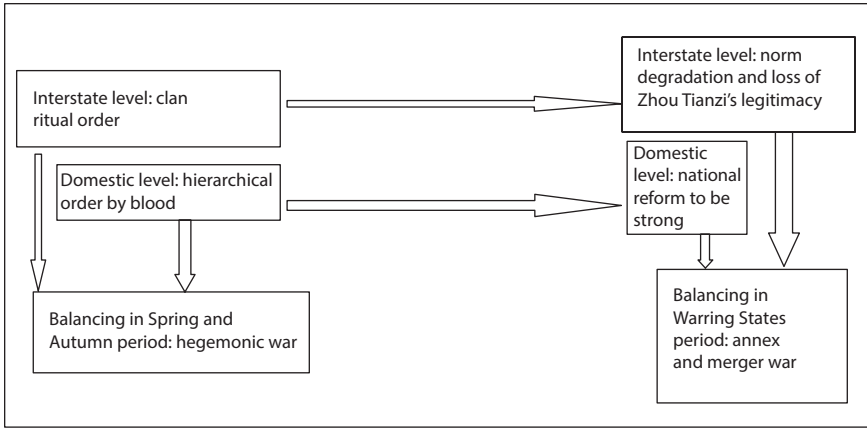 Interstate level: clan
ritual order
Interstate level: norm
degradation and loss of
Zhou Tianzi's legitimacy
Domestic level: hierarchical
order by blood
Domestic
level: national
reform to be
strong
Balancing in Spring and
Autumn period: hegemonic war
Balancing in
Warring States
period: annex
and merger war